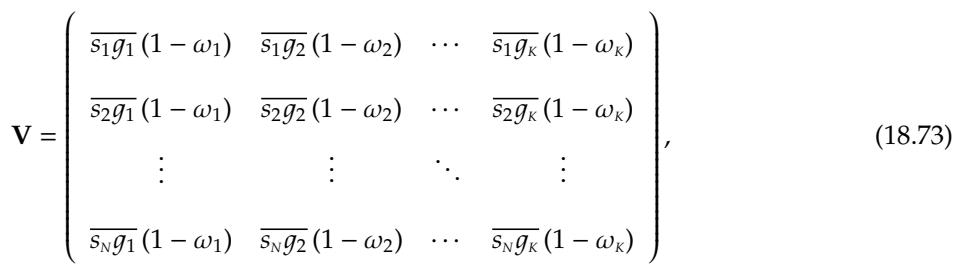 \overline{s_1 g_1} (1 − ω_1) \overline{s_1 g_2} (1 − ω_2) ⋯ \overline{s_1 g_K} (1 − ω_K)
\overline{s_2 g_1} (1 − ω_1) \overline{s_2 g_2} (1 − ω_2) ⋯ \overline{s_2 g_K} (1 − ω_K)
V = , (18.73)
⋮ ⋮ ⋱ ⋮
\overline{s_N g_1} (1 − ω_1) \overline{s_N g_2} (1 − ω_2) ⋯ \overline{s_N g_K} (1 − ω_K)